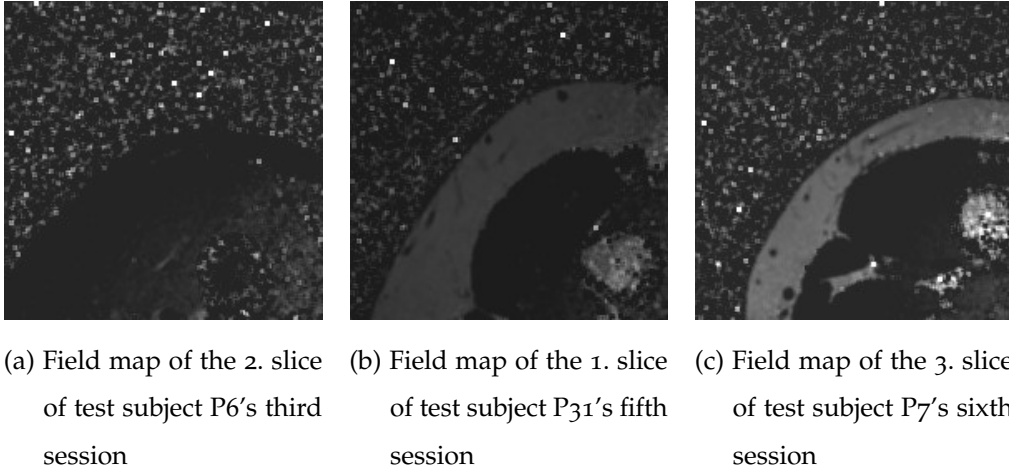 (a) Field map of the 2. slice
of test subject P6's third
session
(b) Field map of the 1. slice
of test subject P31's fifth
session
(c) Field map of the 3. slice
of test subject P7's sixth
session